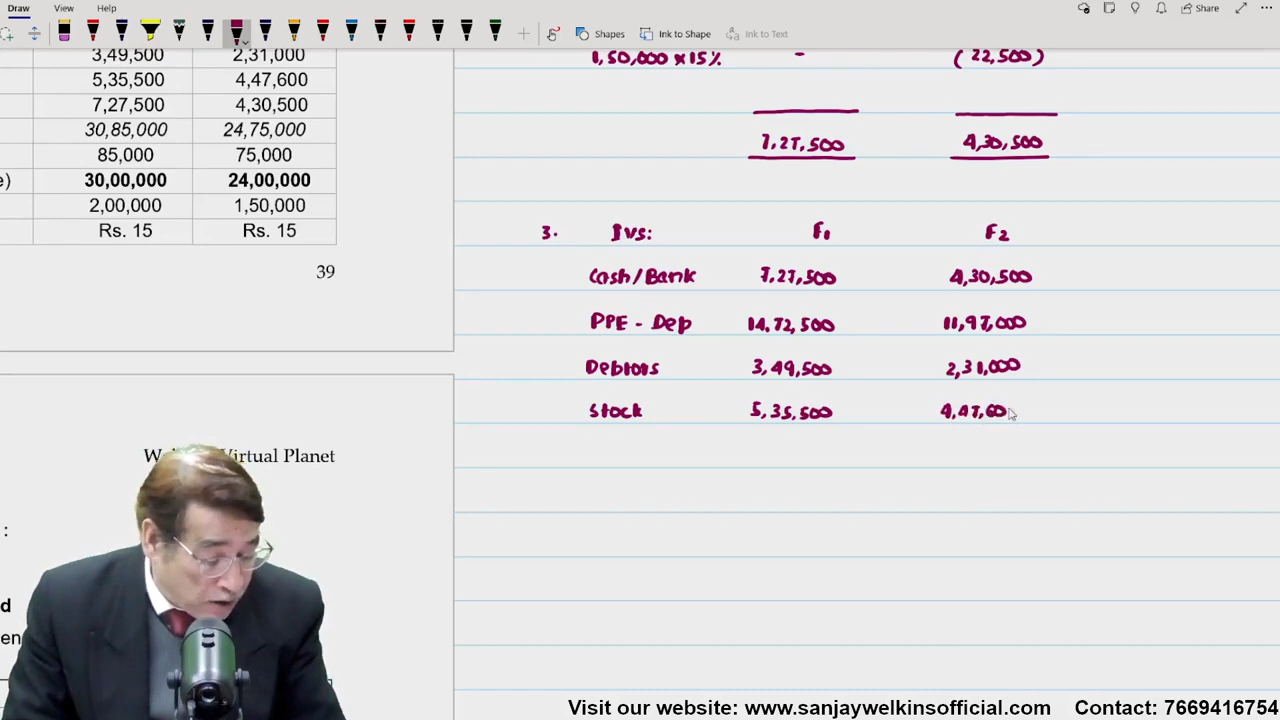 Draw View Help
Share
Shapes Ink to Shape Ink to Text
3,49,500 2,31,000
5,35,500 4,47,600
7,27,500 4,30,500
30,85,000 24,75,000
85,000 75,000
e) 30,00,000 24,00,000
2,00,000 1,50,000
Rs. 15 Rs. 15
39
Virtual Planet
:
d
en
1,50,000 x 15% - (22,500)
7,27,500 4,30,500
3. Ivs: F1 F2
Cash/Bank 7,27,500 4,30,500
PPE - Dep 14,72,500 11,97,000
Debtors 3,49,500 2,31,000
Stock 5,35,500 4,47,60
Visit our website: www.sanjaywelkinsofficial.com Contact: 7669416754